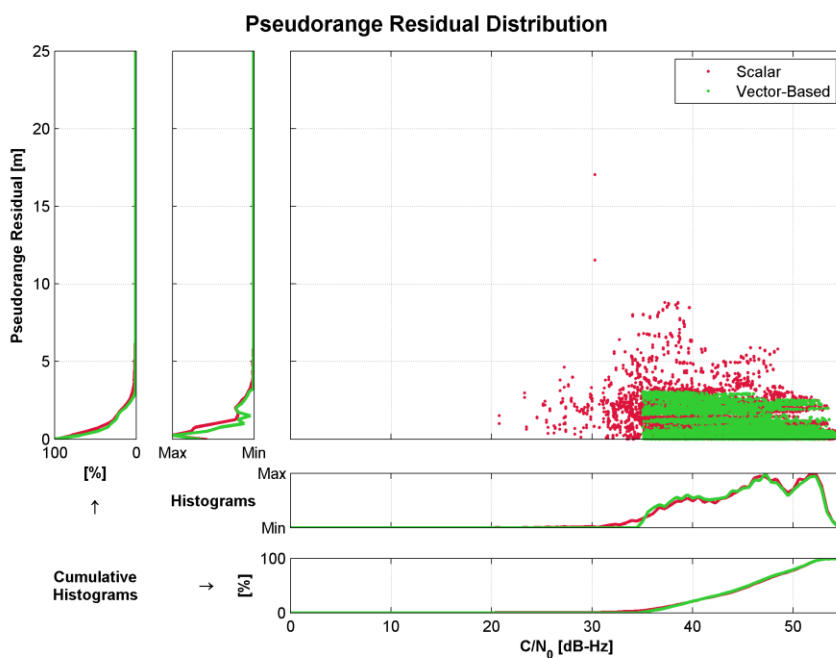 Pseudorange Residual Distribution
Pseudorange Residual [m]
25
20
15
10
5
0
100
0
[%]
↑
Max
Min
Scalar
Vector-Based
Histograms
Max
Min
Cumulative
Histograms
→
[%]
100
0
0
10
20
30
40
50
C/N0 [dB-Hz]